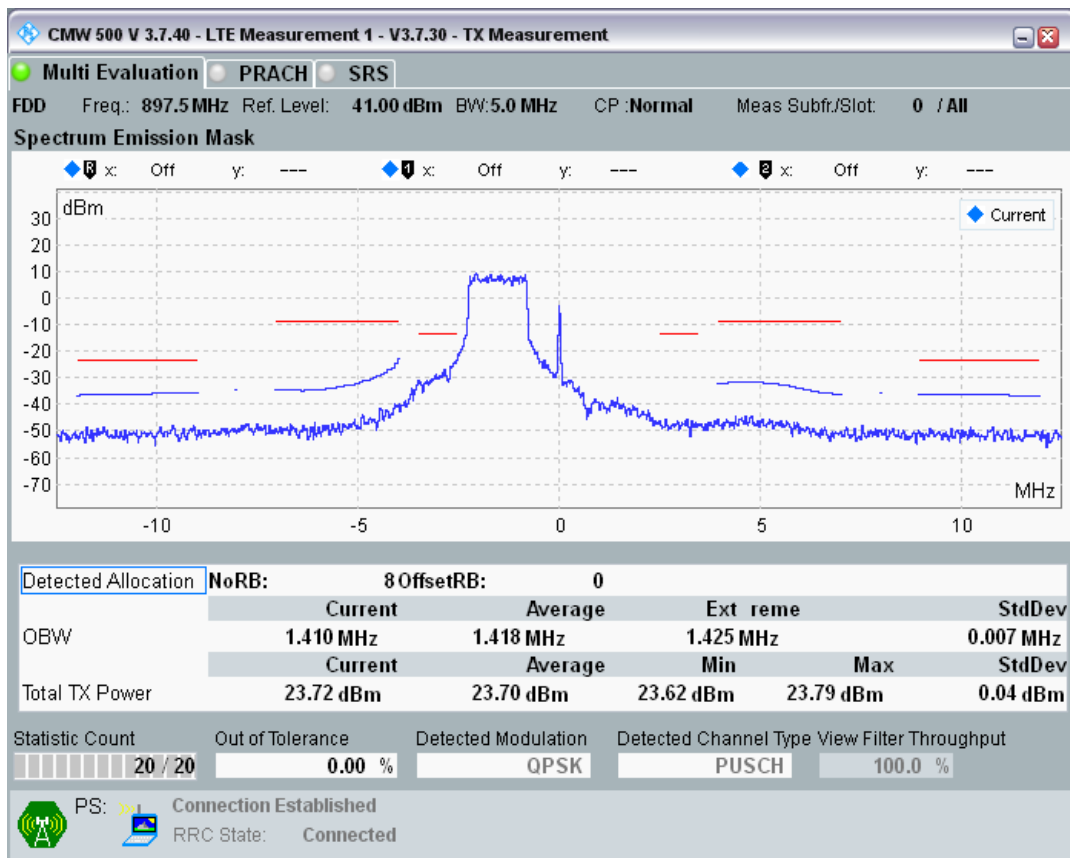 CMW 500 V 3.7.40 - LTE Measurement 1 - V3.7.30 - TX Measurement
Multi Evaluation PRACH SRS
FDD Freq.: 897.5 MHz Ref. Level: 41.00 dBm BW:5.0 MHz CP :Normal Meas Subfr./Slot: 0 / All
Spectrum Emission Mask
R x: Off y: --- 1 x: Off y: --- 2 x: Off y: ---
dBm
Current
30
20
10
0
-10
-20
-30
-40
-50
-60
-70
MHz
-10 -5 0 5 10
Detected Allocation NoRB: 8 OffsetRB: 0
Current Average Ext reme StdDev
OBW 1.410 MHz 1.418 MHz 1.425 MHz 0.007 MHz
Current Average Min Max StdDev
Total TX Power 23.72 dBm 23.70 dBm 23.62 dBm 23.79 dBm 0.04 dBm
Statistic Count Out of Tolerance Detected Modulation Detected Channel Type View Filter Throughput
20 / 20 0.00 % QPSK PUSCH 100.0 %
PS: Connection Established
RRC State: Connected